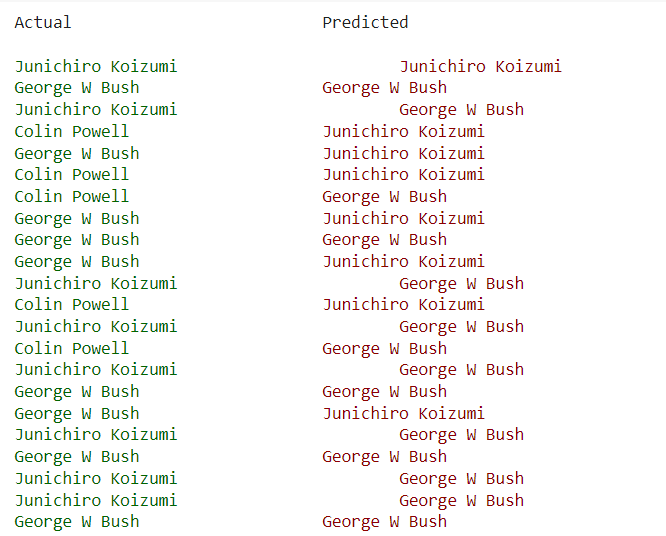 Actual Predicted
Junichiro Koizumi Junichiro Koizumi
George W Bush George W Bush
Junichiro Koizumi George W Bush
Colin Powell Junichiro Koizumi
George W Bush Junichiro Koizumi
Colin Powell Junichiro Koizumi
Colin Powell George W Bush
George W Bush Junichiro Koizumi
George W Bush George W Bush
George W Bush Junichiro Koizumi
Junichiro Koizumi George W Bush
Colin Powell Junichiro Koizumi
Junichiro Koizumi George W Bush
Colin Powell George W Bush
Junichiro Koizumi George W Bush
George W Bush George W Bush
George W Bush Junichiro Koizumi
Junichiro Koizumi George W Bush
George W Bush George W Bush
Junichiro Koizumi George W Bush
Junichiro Koizumi George W Bush
George W Bush George W Bush